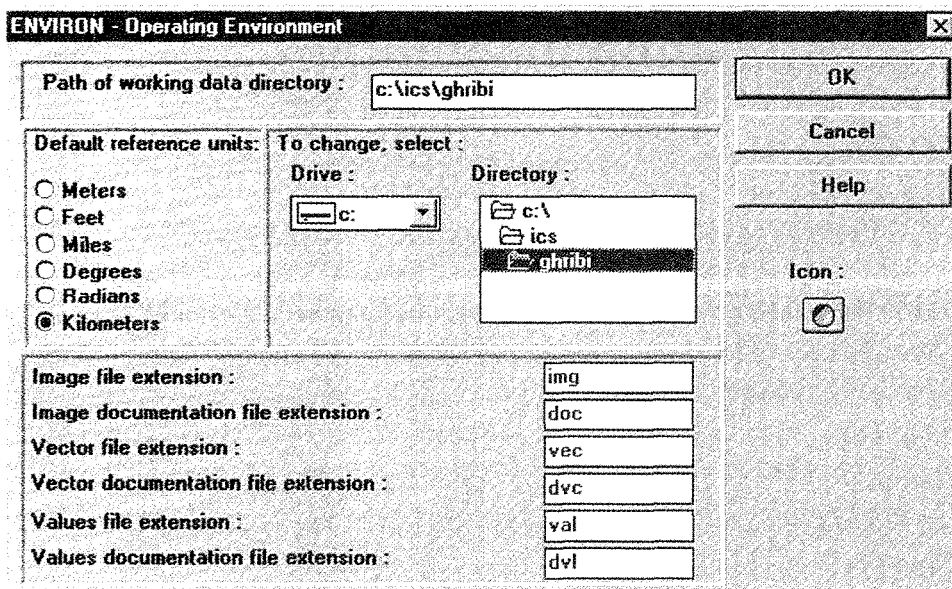 ENVIRON - Operating Environment
Path of working data directory :
c:\ics\ghribi
OK
Cancel
Help
Default reference units:
Meters
Feet
Miles
Degrees
Radians
Kilometers
To change, select :
Drive :
c:
Directory :
c:\
ics
ghribi
Icon :
Image file extension :
img
Image documentation file extension :
doc
Vector file extension :
vec
Vector documentation file extension :
dvc
Values file extension :
val
Values documentation file extension :
dvl